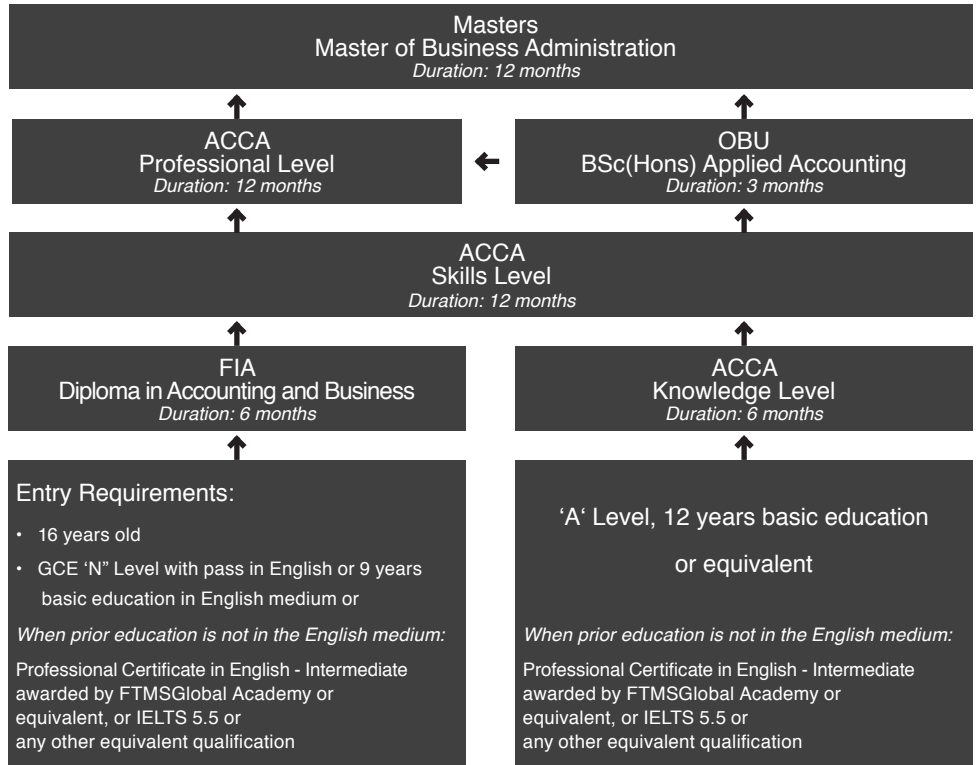 Masters
Master of Business Administration
Duration: 12 months
ACCA
Professional Level
Duration: 12 months
OBU
BSc(Hons) Applied Accounting
Duration: 3 months
ACCA
Skills Level
Duration: 12 months
FIA
Diploma in Accounting and Business
Duration: 6 months
ACCA
Knowledge Level
Duration: 6 months
Entry Requirements:
• 16 years old
• GCE ‘N” Level with pass in English or 9 years
basic education in English medium or
When prior education is not in the English medium:
Professional Certificate in English - Intermediate
awarded by FTMSGlobal Academy or
equivalent, or IELTS 5.5 or
any other equivalent qualification
‘A‘ Level, 12 years basic education
or equivalent
When prior education is not in the English medium:
Professional Certificate in English - Intermediate
awarded by FTMSGlobal Academy or
equivalent, or IELTS 5.5 or
any other equivalent qualification